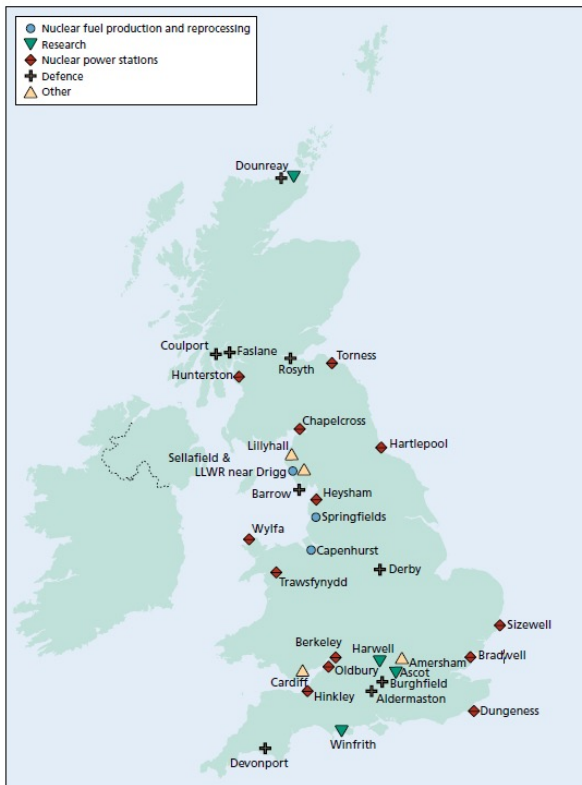 Nuclear fuel production and reprocessing
Research
Nuclear power stations
Defence
Other
Dounreay
Coulport
Faslane
Rosyth
Torness
Hunterston
Chapelcross
Lillyhall
Hartlepool
Sellafield &
LLWR near Drigg
Barrow
Heysham
Springfields
Wylfa
Capenhurst
Trawsfynydd
Derby
Sizewell
Berkeley
Harwell
Amersham
Bradwell
Oldbury
Ascot
Cardiff
Burghfield
Hinkley
Aldermaston
Dungeness
Winfrith
Devonport